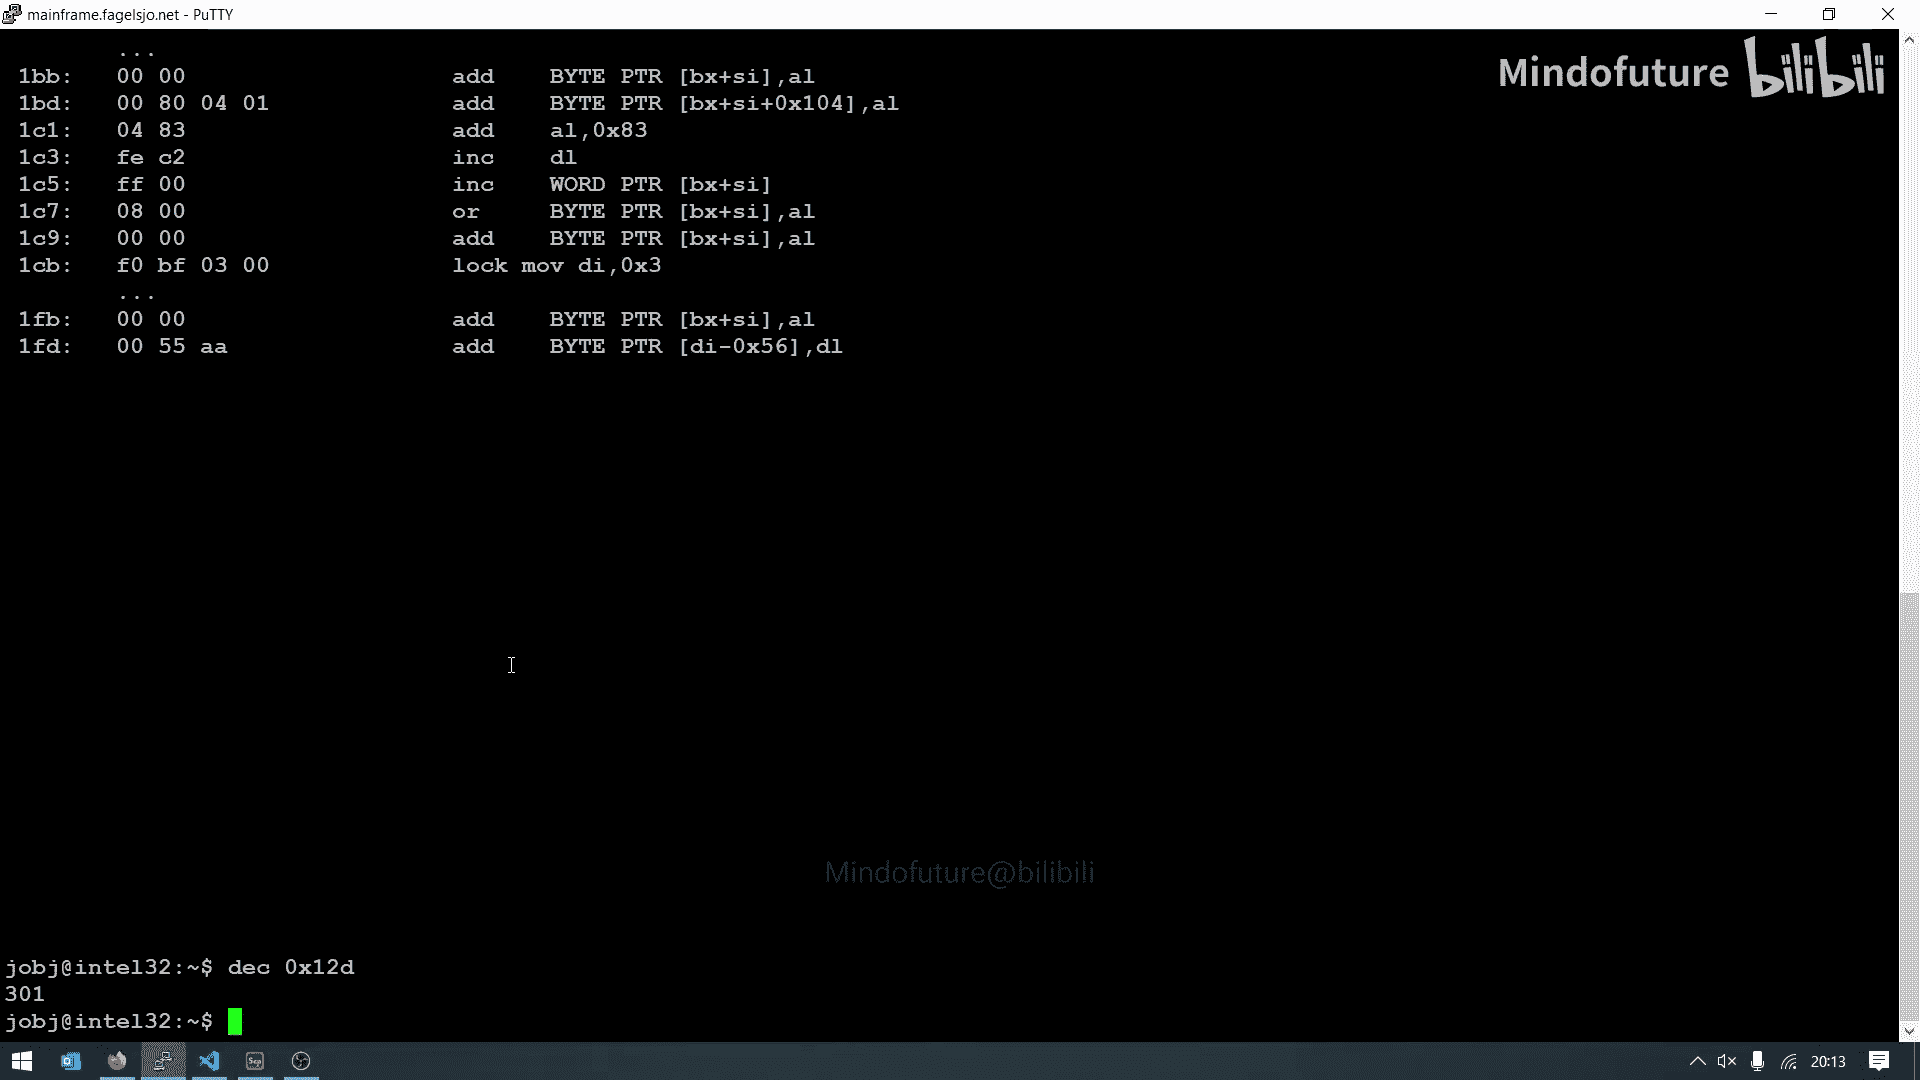 mainframe.fagelsjo.net - PuTTY
...
1bb: 00 00 add BYTE PTR [bx+si],al
1bd: 00 80 04 01 add BYTE PTR [bx+si+0x104],al
1c1: 04 83 add al,0x83
1c3: fe c2 inc dl
1c5: ff 00 inc WORD PTR [bx+si]
1c7: 08 00 or BYTE PTR [bx+si],al
1c9: 00 00 add BYTE PTR [bx+si],al
1cb: f0 bf 03 00 lock mov di,0x3
...
1fb: 00 00 add BYTE PTR [bx+si],al
1fd: 00 55 aa add BYTE PTR [di-0x56],dl
Mindofuture bilibili
Mindofuture@bilibili
jobj@intel32:~$ dec 0x12d
301
jobj@intel32:~$
20:13